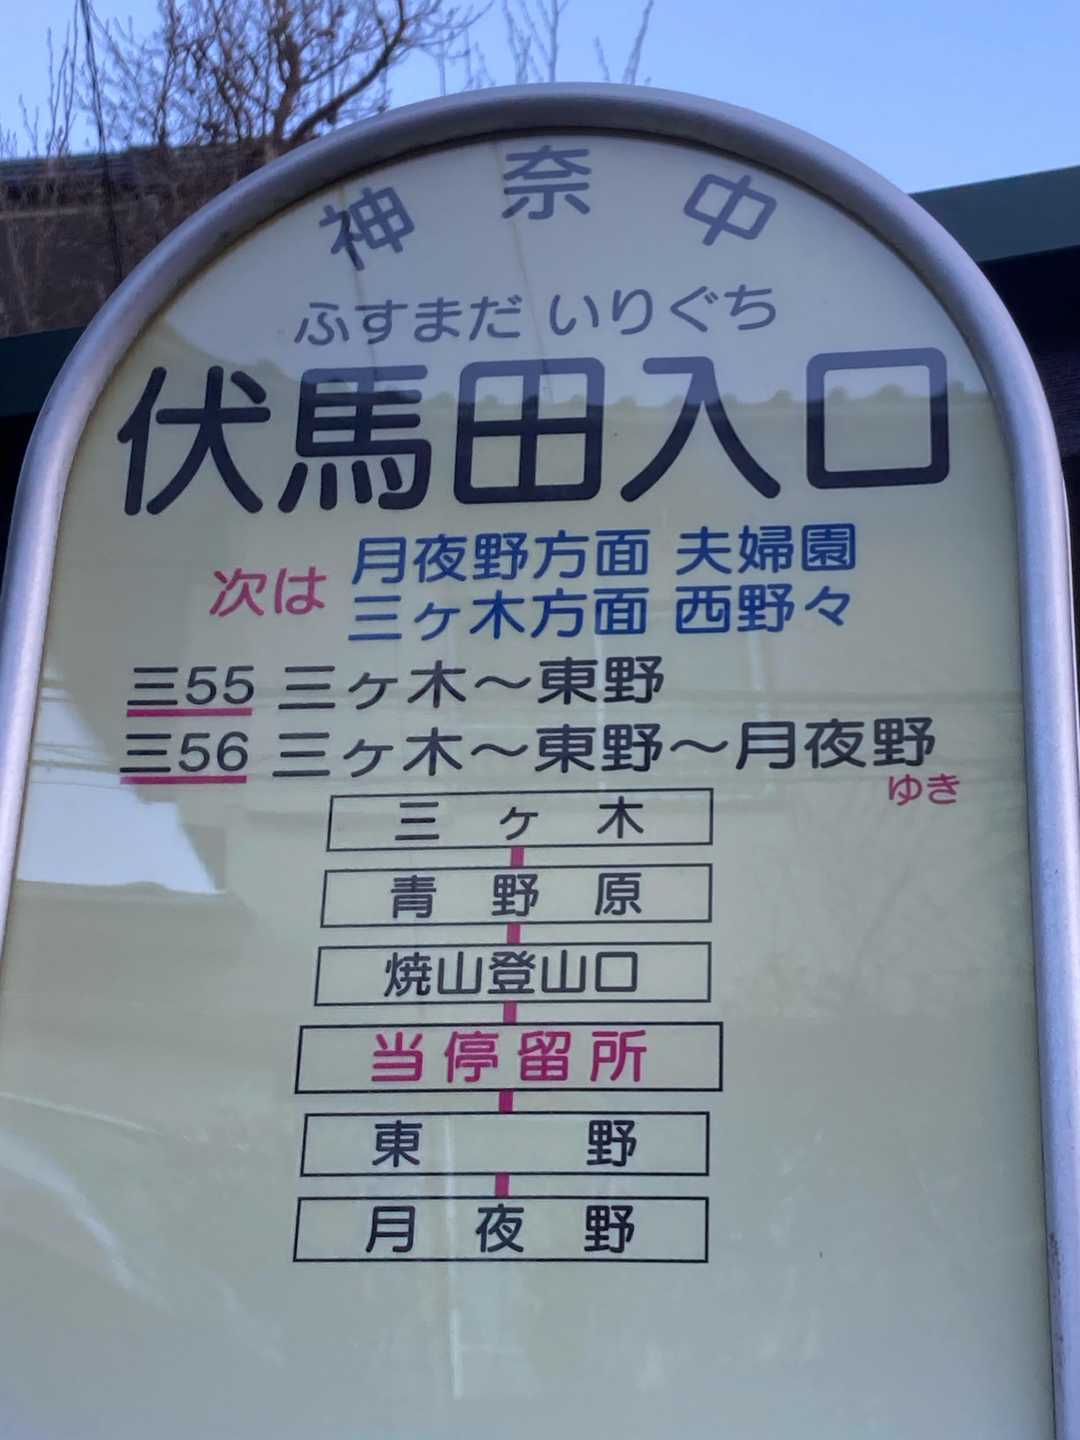 神奈中
ふすまだ いりぐち
伏馬田入口
次は 月夜野方面 夫婦園
三ヶ木方面 西野々
三55 三ヶ木～東野
三56 三ヶ木～東野～月夜野
ゆき
三ヶ木
青野原
焼山登山口
当停留所
東野
月夜野